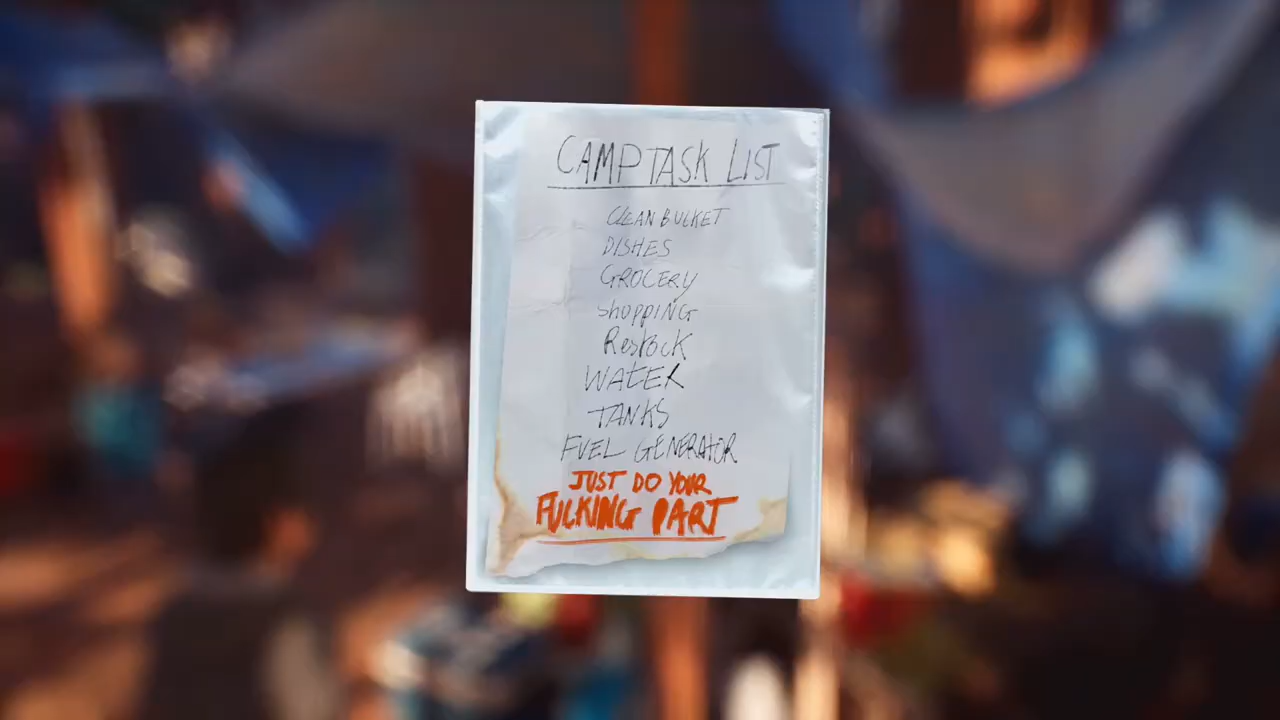 CAMP TASK LIST
CLEAN BUCKET
DISHES
GROCERY
ShOPPING
RestOCK
WATER
TANKS
FUEL GENERATOR
JUST DO YOUR
FUCKING PART